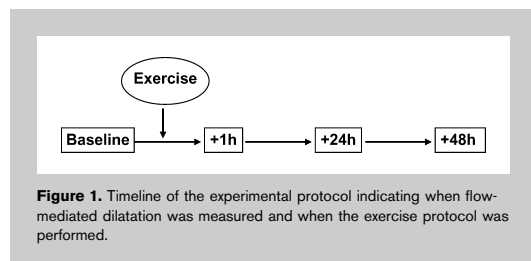 Exercise
Baseline +1h +24h +48h
Figure 1. Timeline of the experimental protocol indicating when flow-
mediated dilatation was measured and when the exercise protocol was
performed.